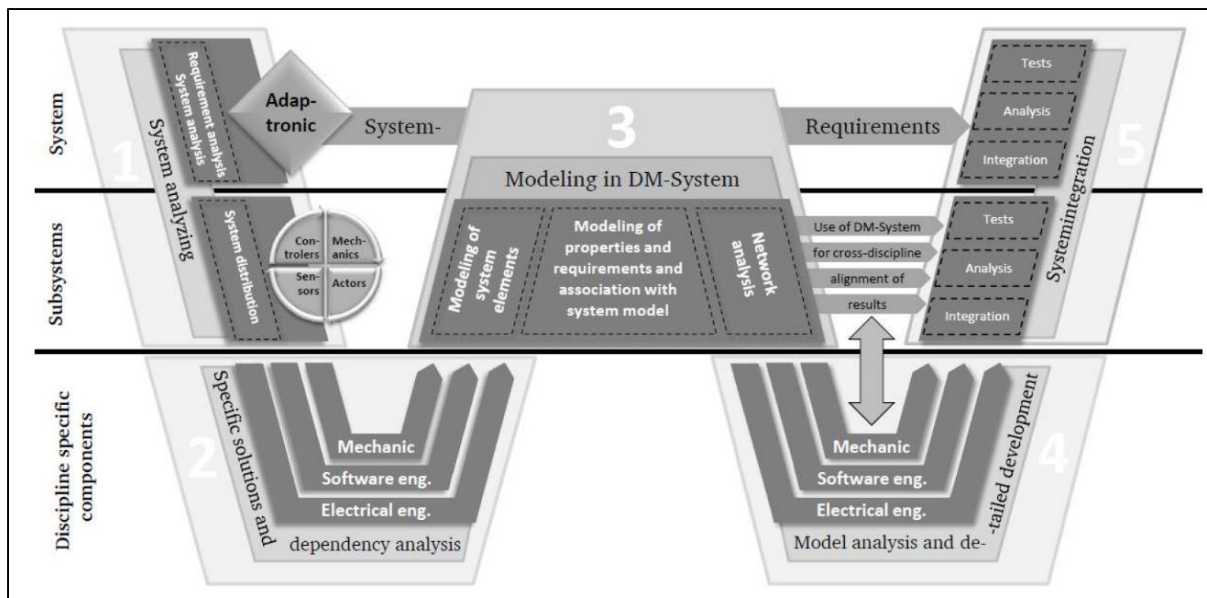 System
Subsystems
Discipline specific
components
1
System analyzing
Requirement analysis
System analysis
Adap-
tronic
System-
System distribution
Con-
trolers
Mech-
anics
Sen-
sors
Actors
3
Modeling in DM-System
Modeling of
system
elements
Modeling of
properties and
requirements and
association with
system model
Network
analysis
Requirements
Use of DM-System
for cross-discipline
alignment of
results
5
Systemintegration
Tests
Analysis
Integration
Tests
Analysis
Integration
2
Specific solutions and
dependency analysis
Mechanic
Software eng.
Electrical eng.
4
Model analysis and de-
-tailed development
Mechanic
Software eng.
Electrical eng.